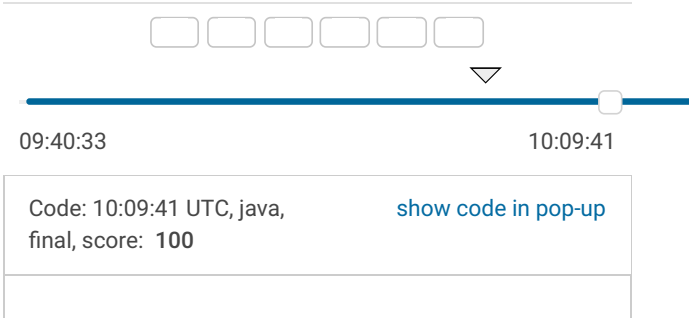 09:40:33 10:09:41
Code: 10:09:41 UTC, java, show code in pop-up
final, score: 100